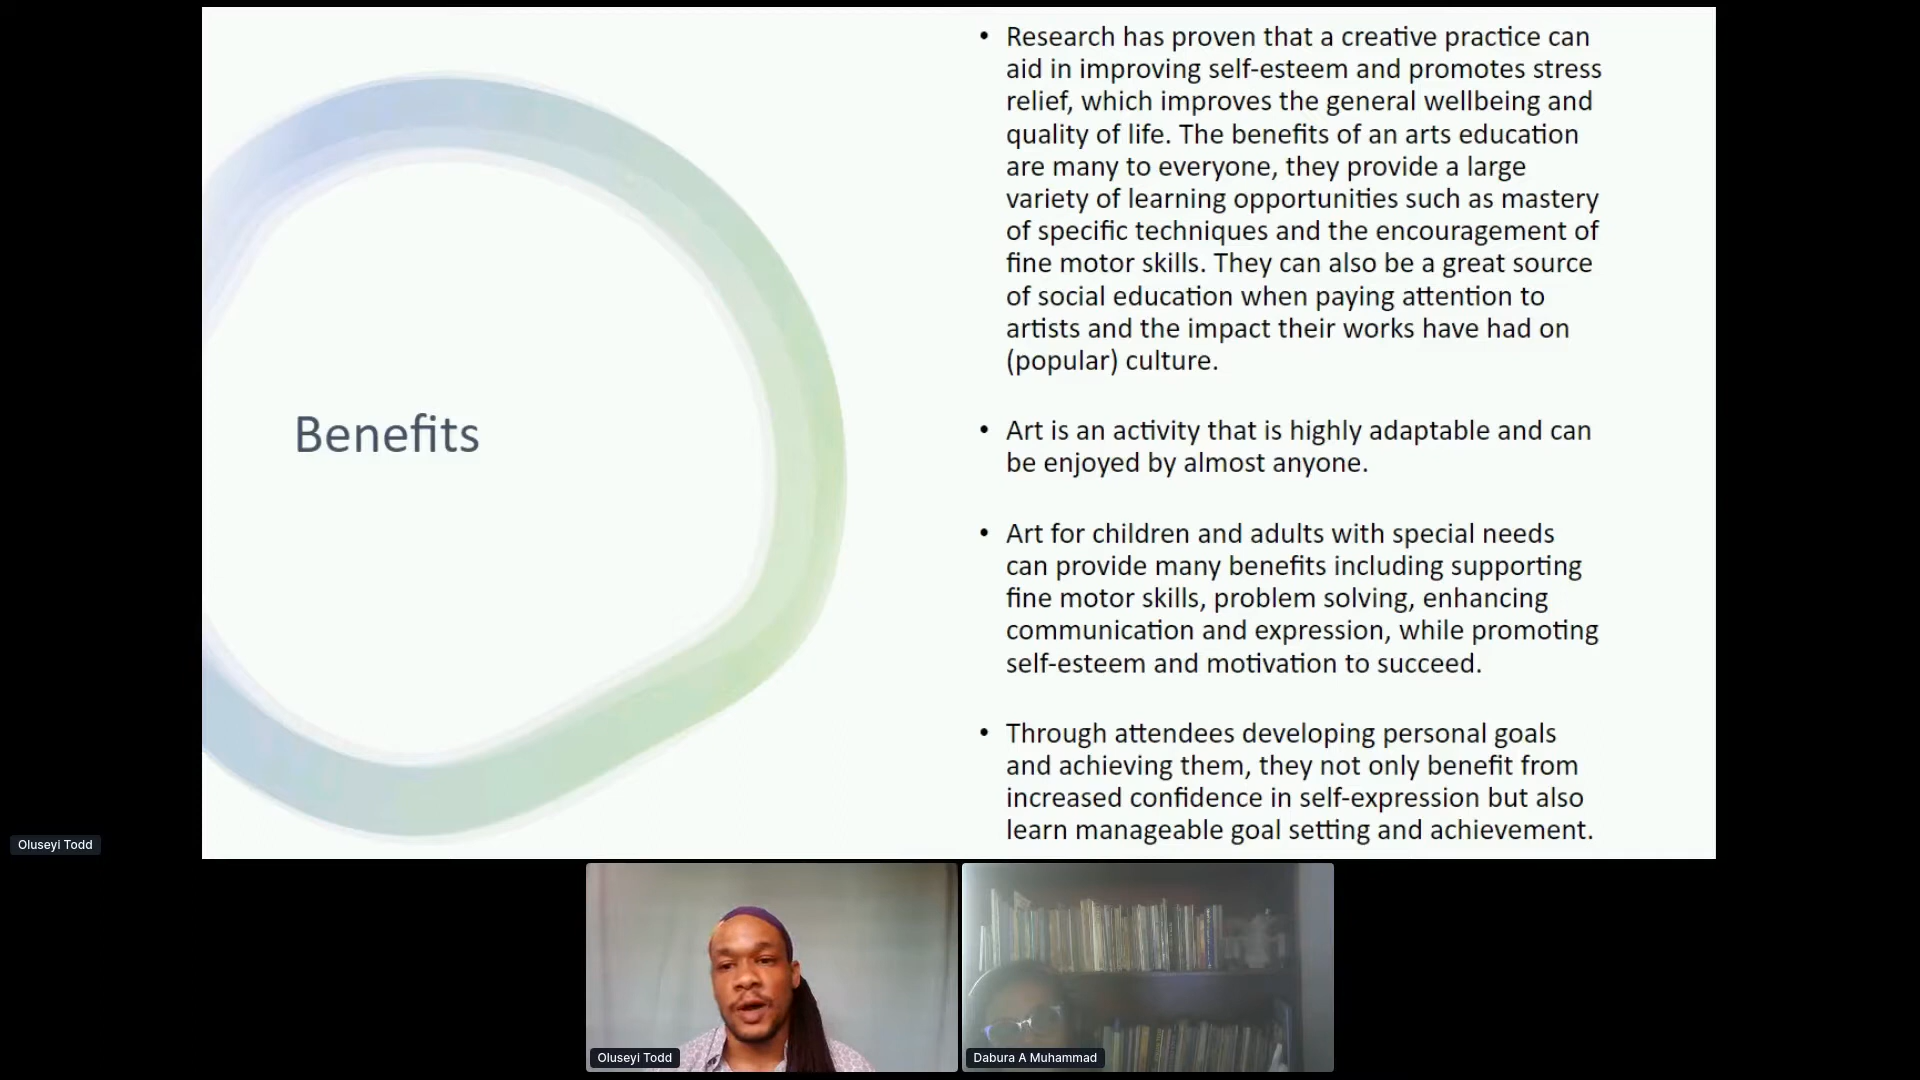 Benefits
• Research has proven that a creative practice can
aid in improving self-esteem and promotes stress
relief, which improves the general wellbeing and
quality of life. The benefits of an arts education
are many to everyone, they provide a large
variety of learning opportunities such as mastery
of specific techniques and the encouragement of
fine motor skills. They can also be a great source
of social education when paying attention to
artists and the impact their works have had on
(popular) culture.
• Art is an activity that is highly adaptable and can
be enjoyed by almost anyone.
• Art for children and adults with special needs
can provide many benefits including supporting
fine motor skills, problem solving, enhancing
communication and expression, while promoting
self-esteem and motivation to succeed.
• Through attendees developing personal goals
and achieving them, they not only benefit from
increased confidence in self-expression but also
learn manageable goal setting and achievement.
Oluseyi Todd
Oluseyi Todd
Dabura A Muhammad